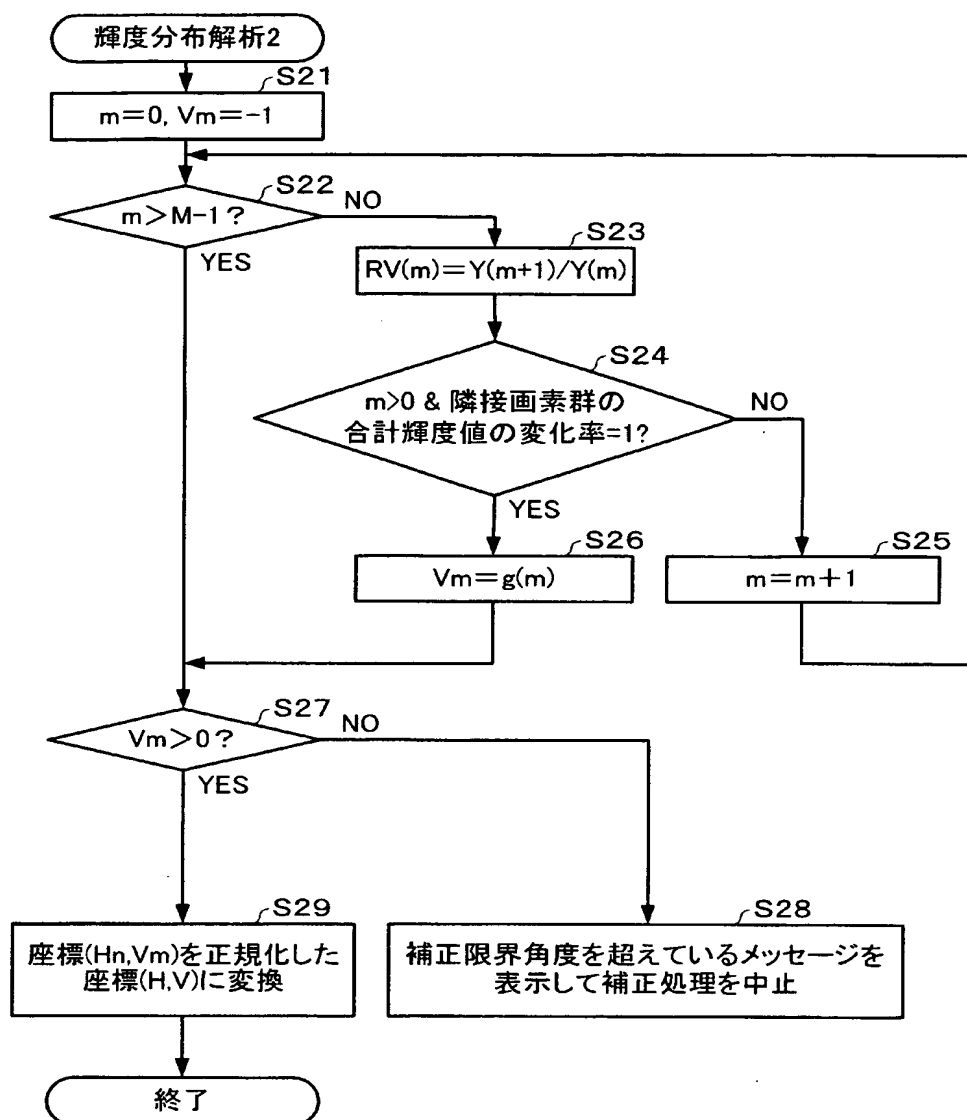 輝度分布解析2
S21
m=0, Vm=-1
S22
m>M-1?
NO
YES
S23
RV(m)=Y(m+1)/Y(m)
S24
m>0 & 隣接画素群の
合計輝度値の変化率=1?
NO
YES
S26
Vm=g(m)
S25
m=m+1
S27
Vm>0?
NO
YES
S29
座標(Hn,Vm)を正規化した
座標(H,V)に変換
S28
補正限界角度を超えているメッセージを
表示して補正処理を中止
終了